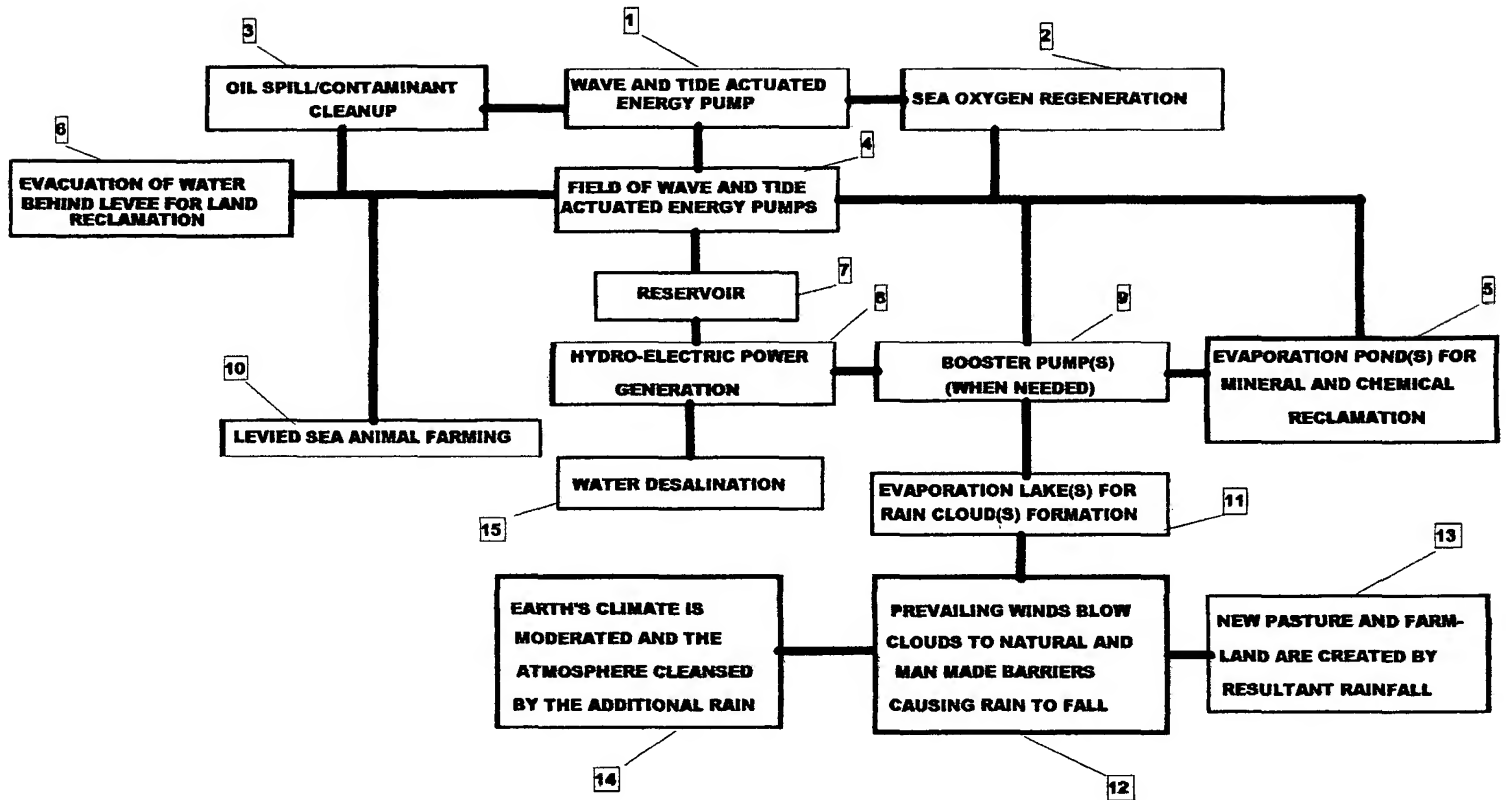 3
1
2
OIL SPILL/CONTAMINANT
CLEANUP
WAVE AND TIDE ACTUATED
ENERGY PUMP
SEA OXYGEN REGENERATION
6
4
EVACUATION OF WATER
BEHIND LEVEE FOR LAND
RECLAMATION
FIELD OF WAVE AND TIDE
ACTUATED ENERGY PUMPS
7
RESERVOIR
8
9
5
HYDRO-ELECTRIC POWER
GENERATION
BOOSTER PUMP(S)
(WHEN NEEDED)
EVAPORATION POND(S) FOR
MINERAL AND CHEMICAL
RECLAMATION
10
LEVIED SEA ANIMAL FARMING
WATER DESALINATION
15
EVAPORATION LAKE(S) FOR
RAIN CLOUD(S) FORMATION
11
13
EARTH'S CLIMATE IS
MODERATED AND THE
ATMOSPHERE CLEANSED
BY THE ADDITIONAL RAIN
PREVAILING WINDS BLOW
CLOUDS TO NATURAL AND
MAN MADE BARRIERS
CAUSING RAIN TO FALL
NEW PASTURE AND FARM-
LAND ARE CREATED BY
RESULTANT RAINFALL
14
12